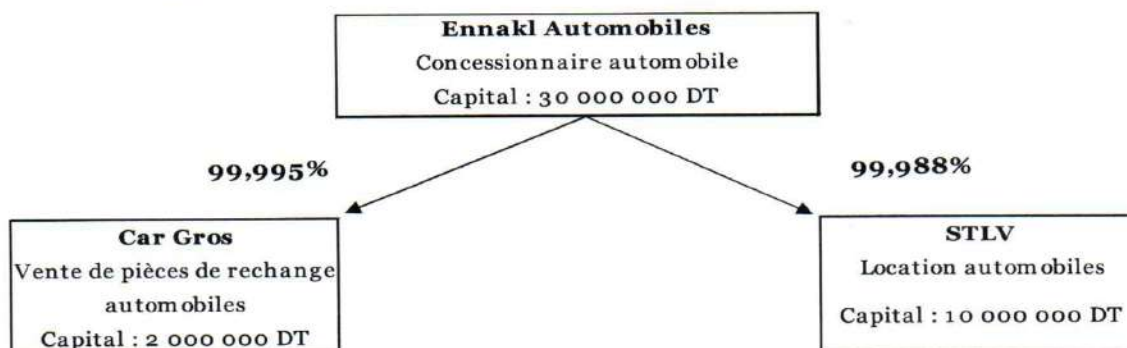 Ennakl Automobiles
Concessionnaire automobile
Capital : 30 000 000 DT
99,995%
99,988%
Car Gros
Vente de pièces de rechange
automobiles
Capital : 2 000 000 DT
STLV
Location automobiles
Capital : 10 000 000 DT